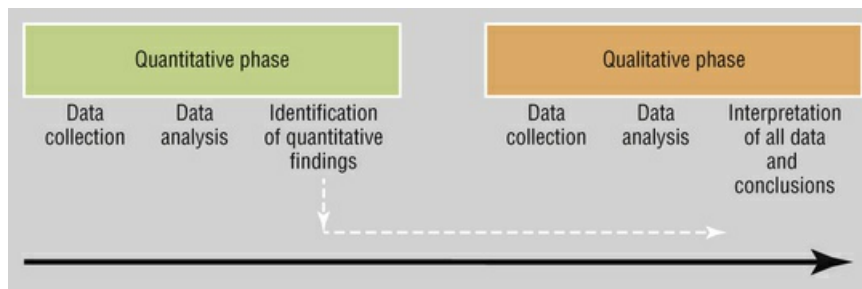 Quantitative phase
Qualitative phase
Data
collection
Data
analysis
Identification
of quantitative
findings
Data
collection
Data
analysis
Interpretation
of all data
and
conclusions